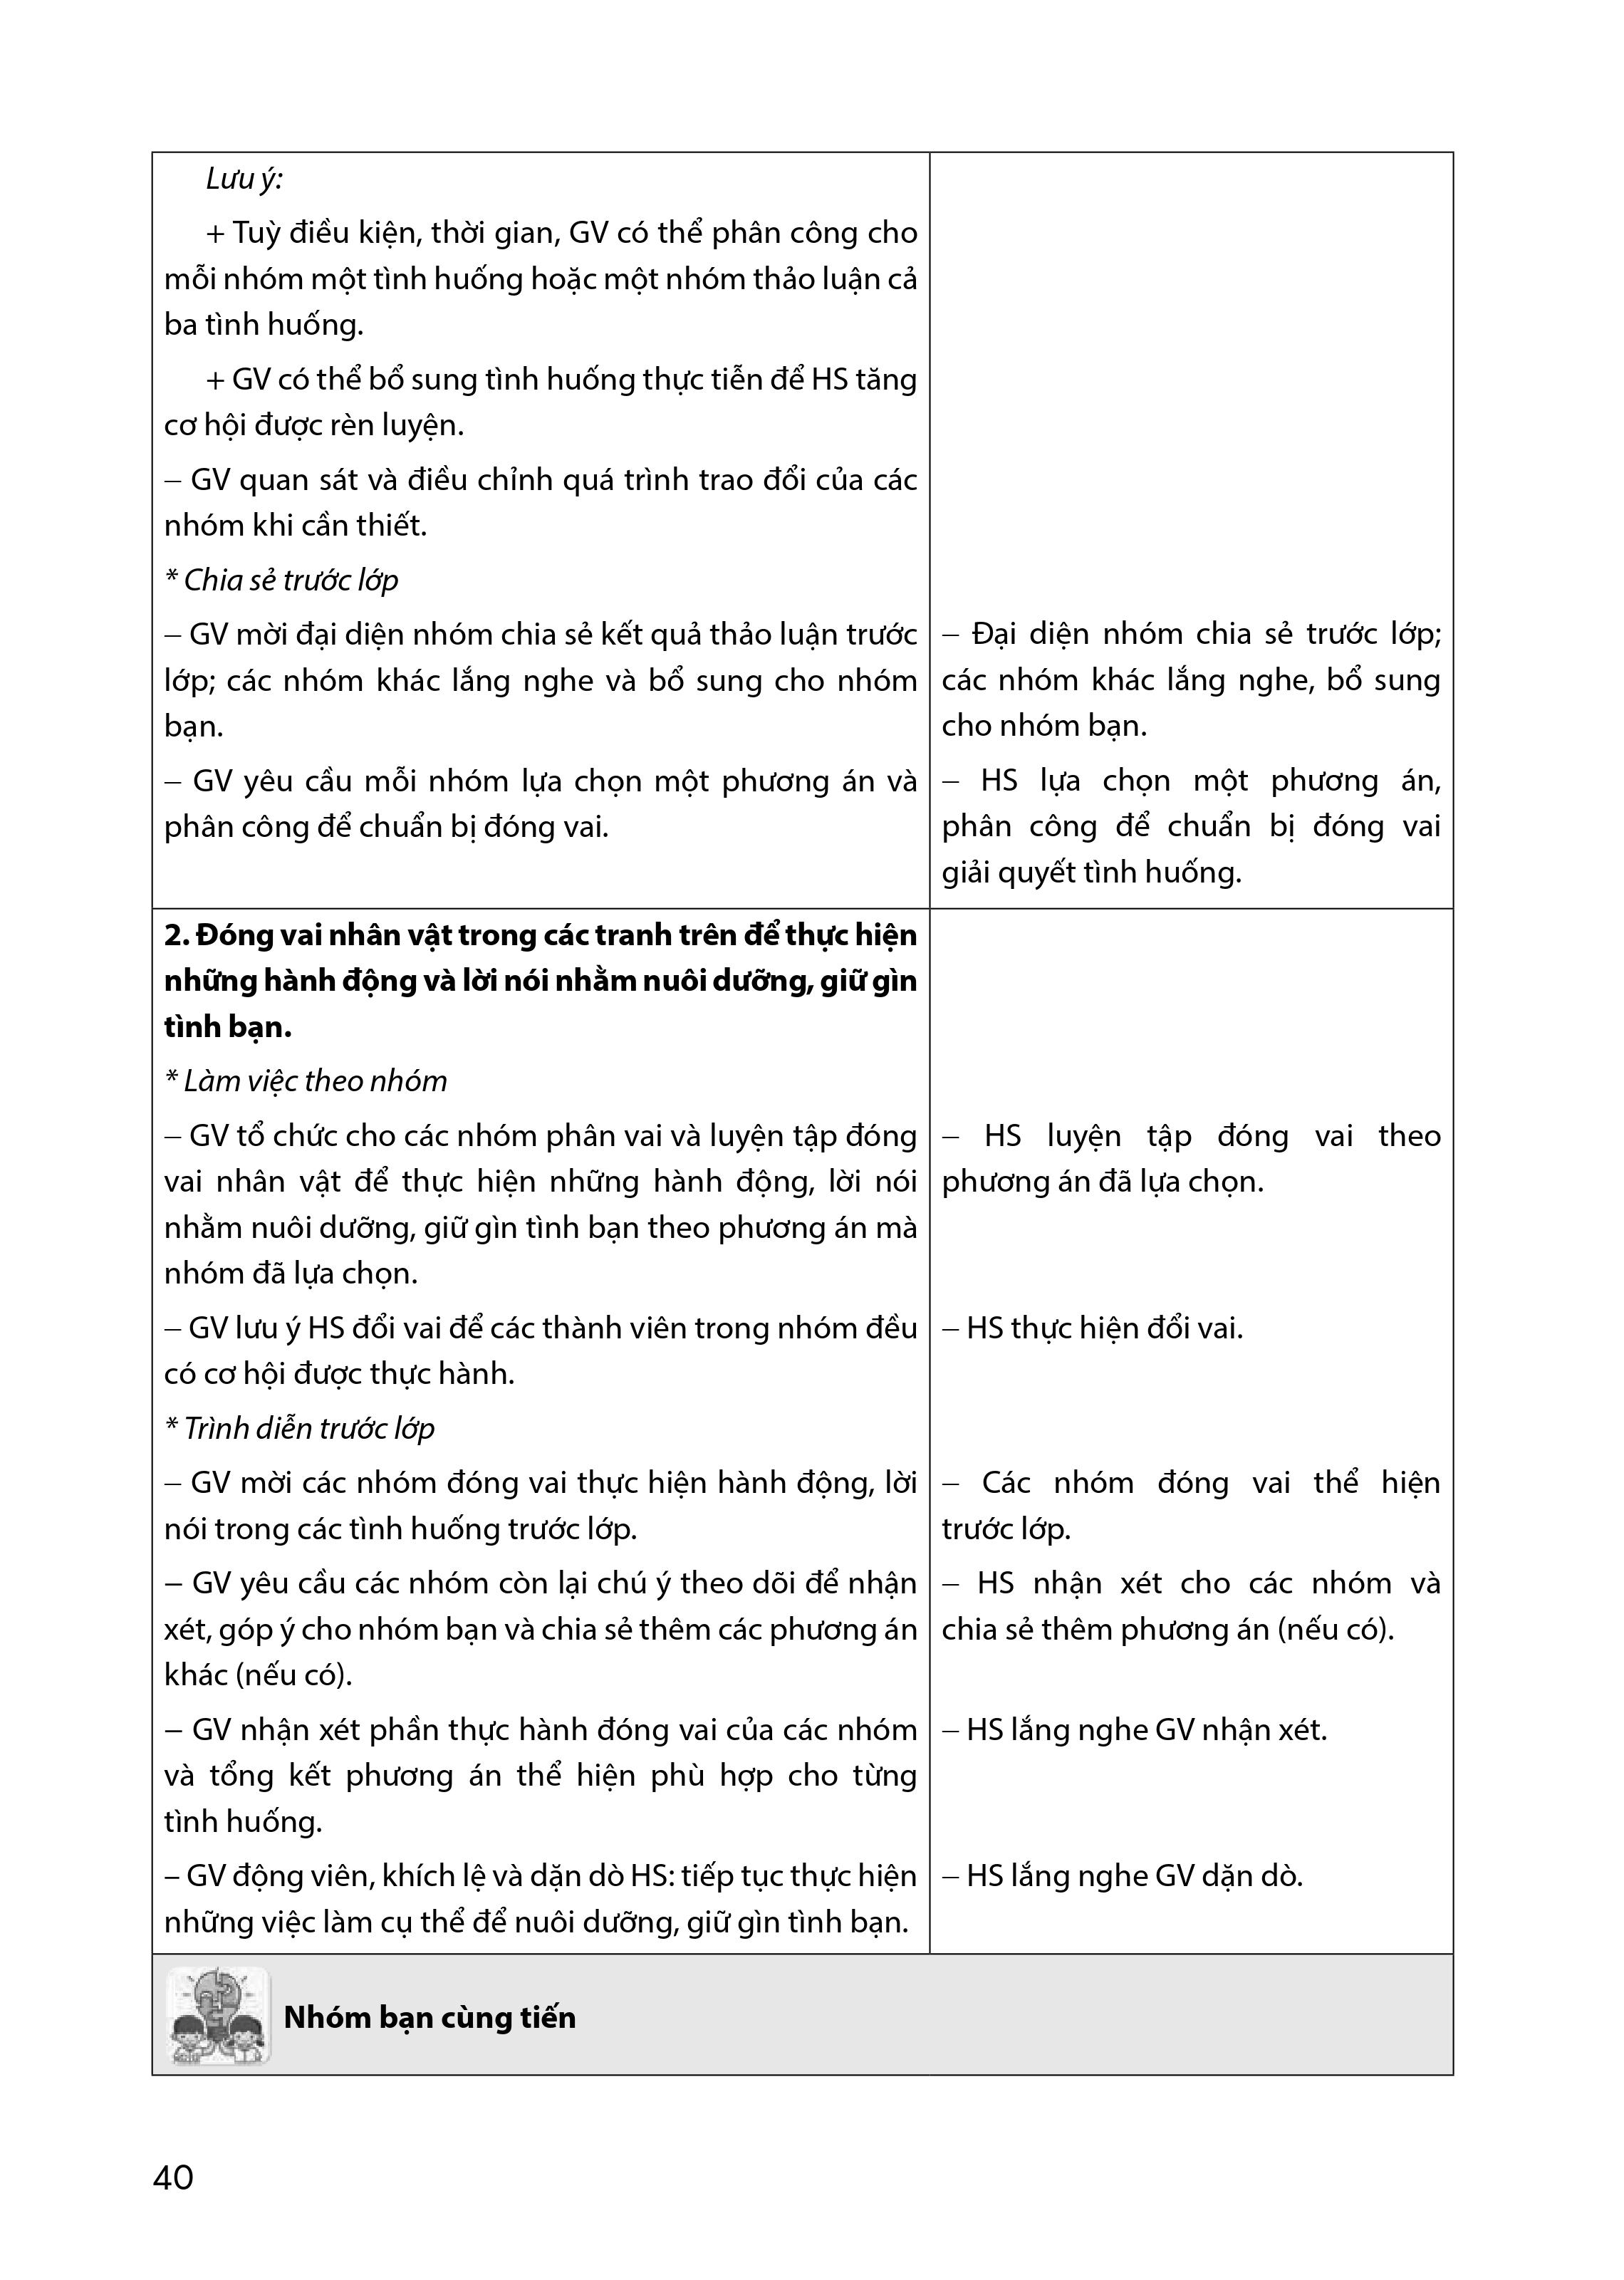 Lưu ý:
+ Tuỳ điều kiện, thời gian, GV có thể phân công cho
mỗi nhóm một tình huống hoặc một nhóm thảo luận cả
ba tình huống.
+ GV có thể bổ sung tình huống thực tiễn để HS tăng
cơ hội được rèn luyện.
– GV quan sát và điều chỉnh quá trình trao đổi của các
nhóm khi cần thiết.
* Chia sẻ trước lớp
– GV mời đại diện nhóm chia sẻ kết quả thảo luận trước
lớp; các nhóm khác lắng nghe và bổ sung cho nhóm
bạn.
– GV yêu cầu mỗi nhóm lựa chọn một phương án và
phân công để chuẩn bị đóng vai.
– Đại diện nhóm chia sẻ trước lớp;
các nhóm khác lắng nghe, bổ sung
cho nhóm bạn.
– HS lựa chọn một phương án,
phân công để chuẩn bị đóng vai
giải quyết tình huống.
2. Đóng vai nhân vật trong các tranh trên để thực hiện
những hành động và lời nói nhằm nuôi dưỡng, giữ gìn
tình bạn.
* Làm việc theo nhóm
– GV tổ chức cho các nhóm phân vai và luyện tập đóng
vai nhân vật để thực hiện những hành động, lời nói
nhằm nuôi dưỡng, giữ gìn tình bạn theo phương án mà
nhóm đã lựa chọn.
– GV lưu ý HS đổi vai để các thành viên trong nhóm đều
có cơ hội được thực hành.
* Trình diễn trước lớp
– GV mời các nhóm đóng vai thực hiện hành động, lời
nói trong các tình huống trước lớp.
– GV yêu cầu các nhóm còn lại chú ý theo dõi để nhận
xét, góp ý cho nhóm bạn và chia sẻ thêm các phương án
khác (nếu có).
– GV nhận xét phần thực hành đóng vai của các nhóm
và tổng kết phương án thể hiện phù hợp cho từng
tình huống.
– GV động viên, khích lệ và dặn dò HS: tiếp tục thực hiện
những việc làm cụ thể để nuôi dưỡng, giữ gìn tình bạn.
– HS luyện tập đóng vai theo
phương án đã lựa chọn.
– HS thực hiện đổi vai.
– Các nhóm đóng vai thể hiện
trước lớp.
– HS nhận xét cho các nhóm và
chia sẻ thêm phương án (nếu có).
– HS lắng nghe GV nhận xét.
– HS lắng nghe GV dặn dò.
Nhóm bạn cùng tiến
40